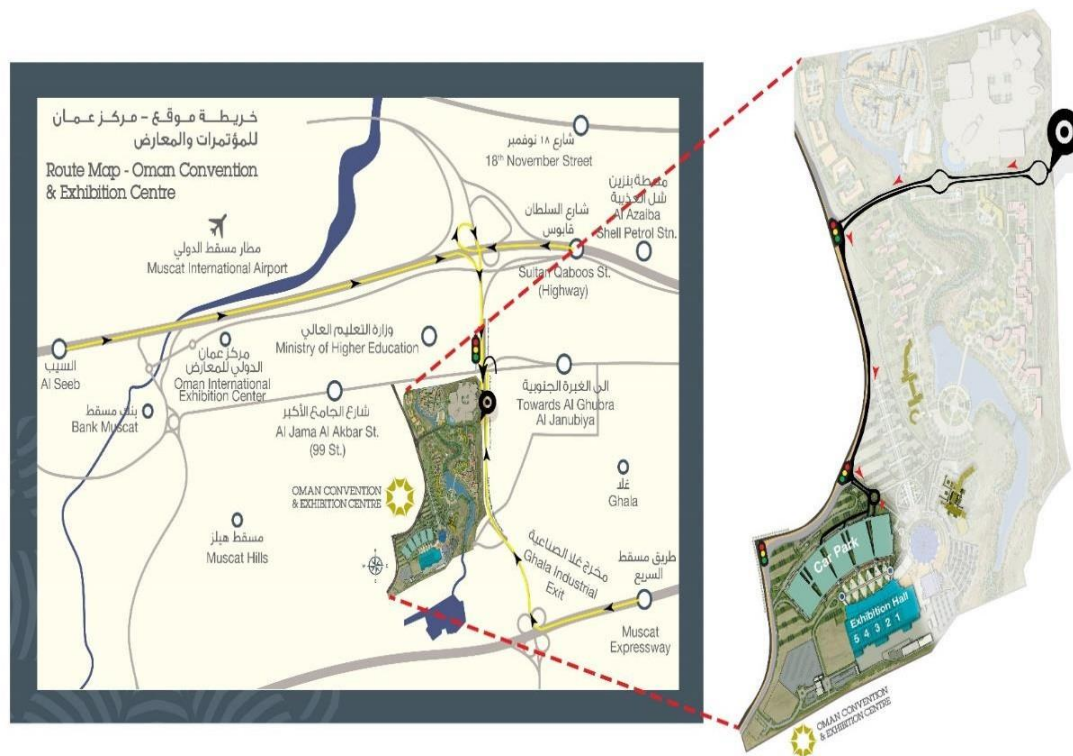 خريطة موقع - مركز عمان
للمؤتمرات والمعارض
Route Map - Oman Convention
& Exhibition Centre
شارع ١٨ نوفمبر
18th November Street
محطة بنزين
شل العذيبة
Al Azaiba
Shell Petrol Stn.
شارع السلطان
قابوس
Sultan Qaboos St.
(Highway)
مطار مسقط الدولي
Muscat International Airport
وزارة التعليم العالي
Ministry of Higher Education
السيب
Al Seeb
مركز عمان
الدولي للمعارض
Oman International
Exhibition Center
بنك مسقط
Bank Muscat
شارع الجامع الأكبر
Al Jama Al Akbar St.
(99 St.)
الى الغبرة الجنوبية
Towards Al Ghubra
Al Janubiya
OMAN CONVENTION
& EXHIBITION CENTRE
غلا
Ghala
مسقط هيلز
Muscat Hills
مخرج غلا الصناعية
Ghala Industrial
Exit
طريق مسقط
السريع
Muscat
Expressway
Car Park
Exhibition Hall
5 4 3 2 1
OMAN CONVENTION
& EXHIBITION CENTRE